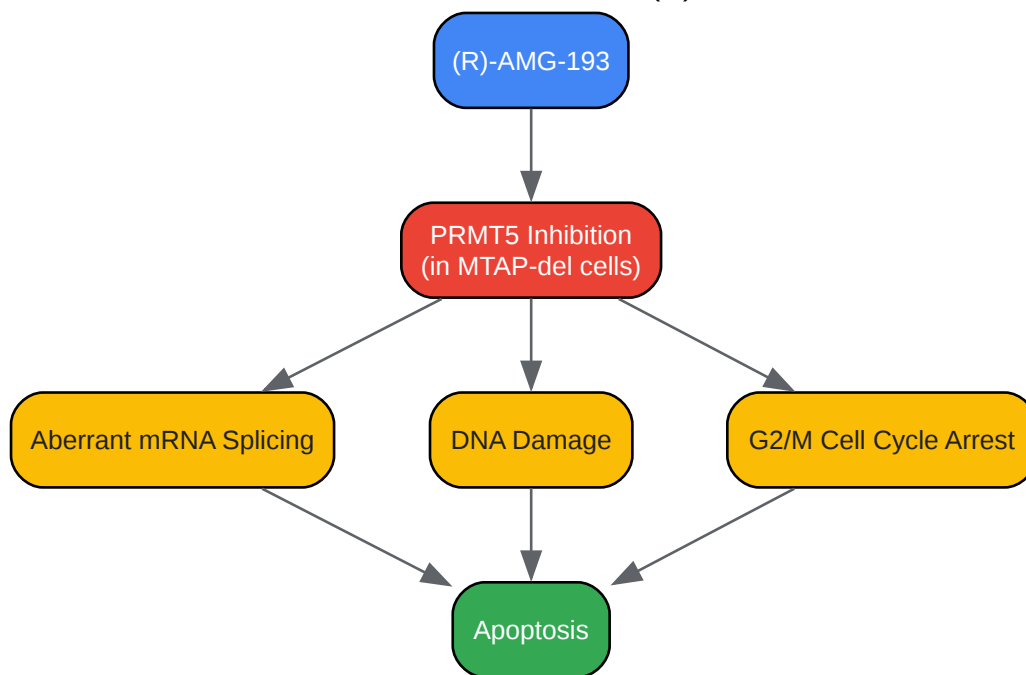 (R)-AMG-193
PRMT5 Inhibition
(in MTAP-del cells)
Aberrant mRNA Splicing
DNA Damage
G2/M Cell Cycle Arrest
Apoptosis